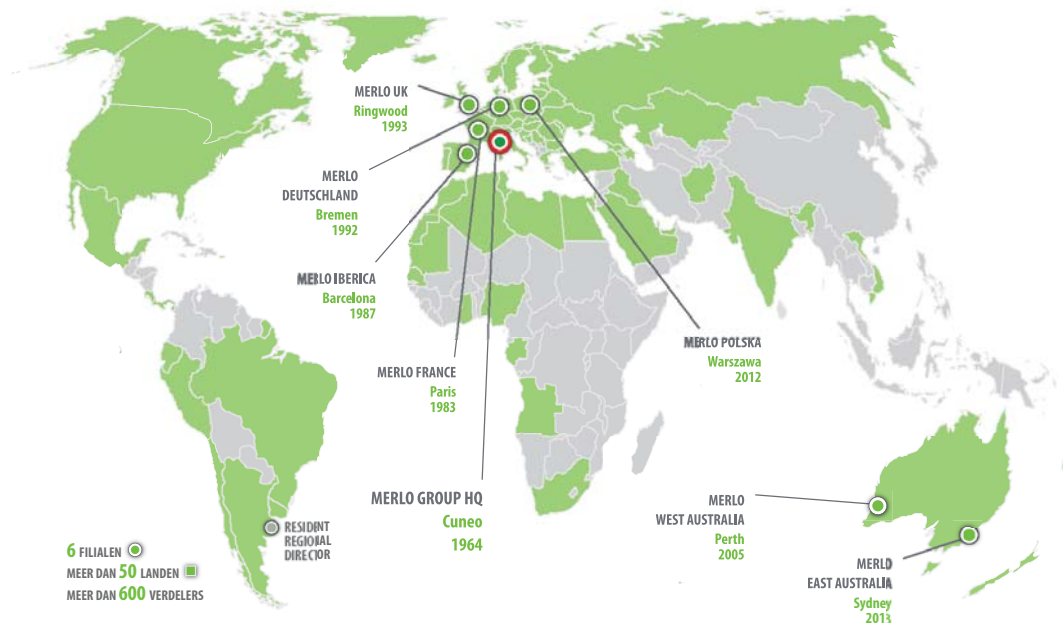 MERLO UK
Ringwood
1993
MERLO
DEUTSCHLAND
Bremen
1992
MERLO IBERICA
Barcelona
1987
MERLO FRANCE
Paris
1983
MERLO GROUP HQ
Cuneo
1964
MERLO POLSKA
Warszawa
2012
MERLO
WEST AUSTRALIA
Perth
2005
MERLO
EAST AUSTRALIA
Sydney
2013
RESIDENT
REGIONAL
DIRECTOR
6 FILIALEN
MEER DAN 50 LANDEN
MEER DAN 600 VERDELERS